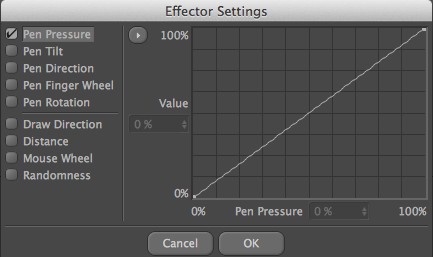 Effector Settings
Pen Pressure
Pen Tilt
Pen Direction
Pen Finger Wheel
Pen Rotation
Draw Direction
Distance
Mouse Wheel
Randomness
100%
Value
0 %
0%
0%
Pen Pressure
0 %
100%
Cancel
OK